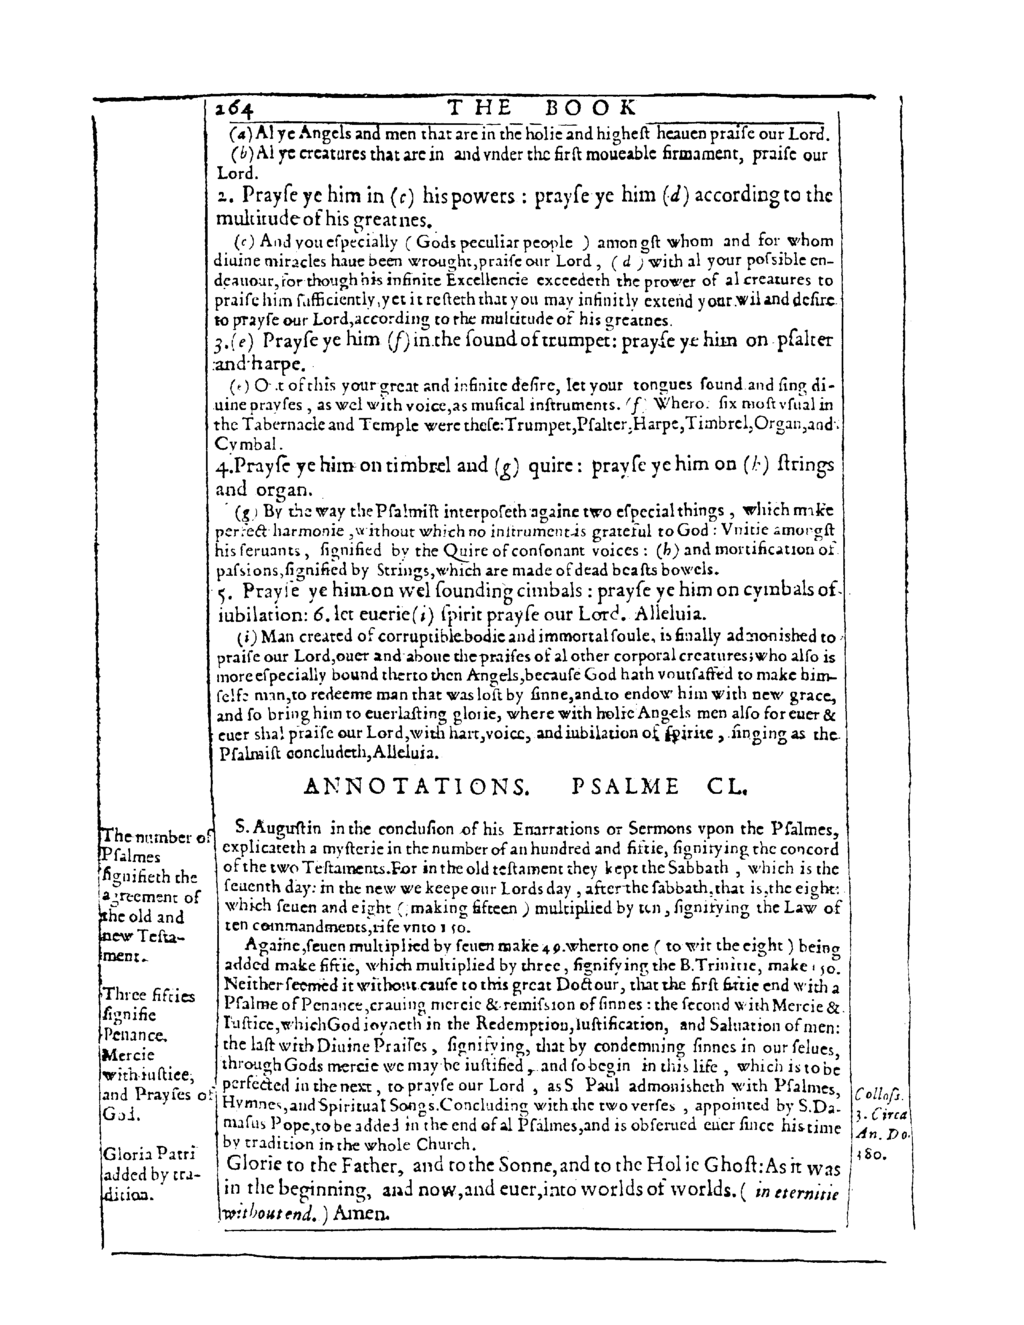 264 THE BOOK
(a) Al ye Angels and men that are in the holie and higheſt heauen praiſe our Lord.
(b) Al ye creatures that are in and vnder the firſt moueable firmament, praiſe our
Lord.
2. Prayſe ye him in (c) his powers : prayſe ye him (d) according to the
multitude of his greatnes.
(c) And you eſpecially ( Gods peculiar people ) amongſt whom and for whom
diuine miracles haue been wrought, praiſe our Lord, (d) with al your poſsible en-
deauour, for though his infinite Excellencie exceedeth the prower of al creatures to
praiſe him ſufficiently, yet it reſteth that you may infinitly extend your wil and deſire
to prayſe our Lord, according to the multitude of his greatnes.
3. (e) Prayſe ye him (f) in the ſound of trumpet: prayſe ye him on pſalter
and harpe.
(e) Out of this your great and infinite deſire, let your tongues ſound and ſing di-
uine prayſes, as wel with voice, as muſical inſtruments. (f) Wherof ſix moſt vſual in
the Tabernacle and Temple were theſe: Trumpet, Pſalter, Harpe, Timbrel, Organ, and
Cymbal.
4. Prayſe ye him on timbrel and (g) quire: prayſe ye him on (h) ſtrings
and organ.
(g) By the way the Pſalmiſt interpoſeth againe two eſpecial things, which make
perfect harmonie, without which no inſtrument is grateful to God: Vnitie amongſt
his ſeruants, ſignified by the Quire of conſonant voices: (h) and mortification of
paſsions, ſignified by Strings, which are made of dead beaſts bowels.
5. Prayſe ye him on wel ſounding cimbals: prayſe ye him on cymbals of
iubilation: 6. let euerie (i) ſpirit prayſe our Lord. Alleluia.
(i) Man created of corruptible bodie and immortal ſoule, is finally admonished to
praiſe our Lord, ouer and aboue the praiſes of al other corporal creatures; who alſo is
more eſpecially bound therto then Angels, becauſe God hath voutſaffed to make him-
ſelfe man, to redeeme man that was loſt by ſinne, and to endow him with new grace,
and ſo bring him to euerlaſting glorie, where with holie Angels men alſo for euer &
euer shal praiſe our Lord, with hart, voice, and iubilation of ſpirite, ſinging as the
Pſalmiſt concludeth, Alleluia.
ANNOTATIONS. PSALME CL.
S. Auguſtin in the concluſion of his Enarrations or Sermons vpon the Pſalmes,
explicateth a myſterie in the number of an hundred and fiftie, ſignifying the concord
of the two Teſtaments. For in the old teſtament they kept the Sabbath, which is the
ſeuenth day: in the new we keepe our Lords day, after the ſabbath, that is, the eight:
which ſeuen and eight ( making fifteen ) multiplied by ten, ſignifying the Law of
ten commandments, riſe vnto 150.
Againe, ſeuen multiplied by ſeuen make 49. wherto one ( to wit the eight ) being
added make fiftie, which multiplied by three, ſignifying the B. Trinitie, make 150.
Neither ſeemed it without cauſe to this great Doctour, that the firſt fiftie end with a
Pſalme of Penance, crauing mercie & remiſsion of ſinnes: the ſecond with Mercie &
Iuſtice, which God ioyneth in the Redemption, Iuſtification, and Saluation of men:
the laſt with Diuine Praiſes, ſignifying, that by condemning ſinnes in our ſelues,
through Gods mercie we may be iuſtified, and ſo begin in this life, which is to be
perfected in the next, to prayſe our Lord, as S Paul admonisheth with Pſalmes,
Hymnes, and Spiritual Songs. Concluding with the two verſes, appointed by S. Da-
maſus Pope, to be added in the end of al Pſalmes, and is obſerued euer ſince his time
by tradition in the whole Church.
Glorie to the Father, and to the Sonne, and to the Holie Ghoſt: As it was
in the beginning, and now, and euer, into worlds of worlds. ( in eternitie
without end. ) Amen.
The number of
Pſalmes
ſignifieth the
agreement of
the old and
new Teſta-
ment.
Three fifties
ſignifie
Penance,
Mercie
with iuſtice,
and Prayſes of
God.
Gloria Patri
added by tra-
dition.
Colloſs.
3. Circa
An. Do.
380.